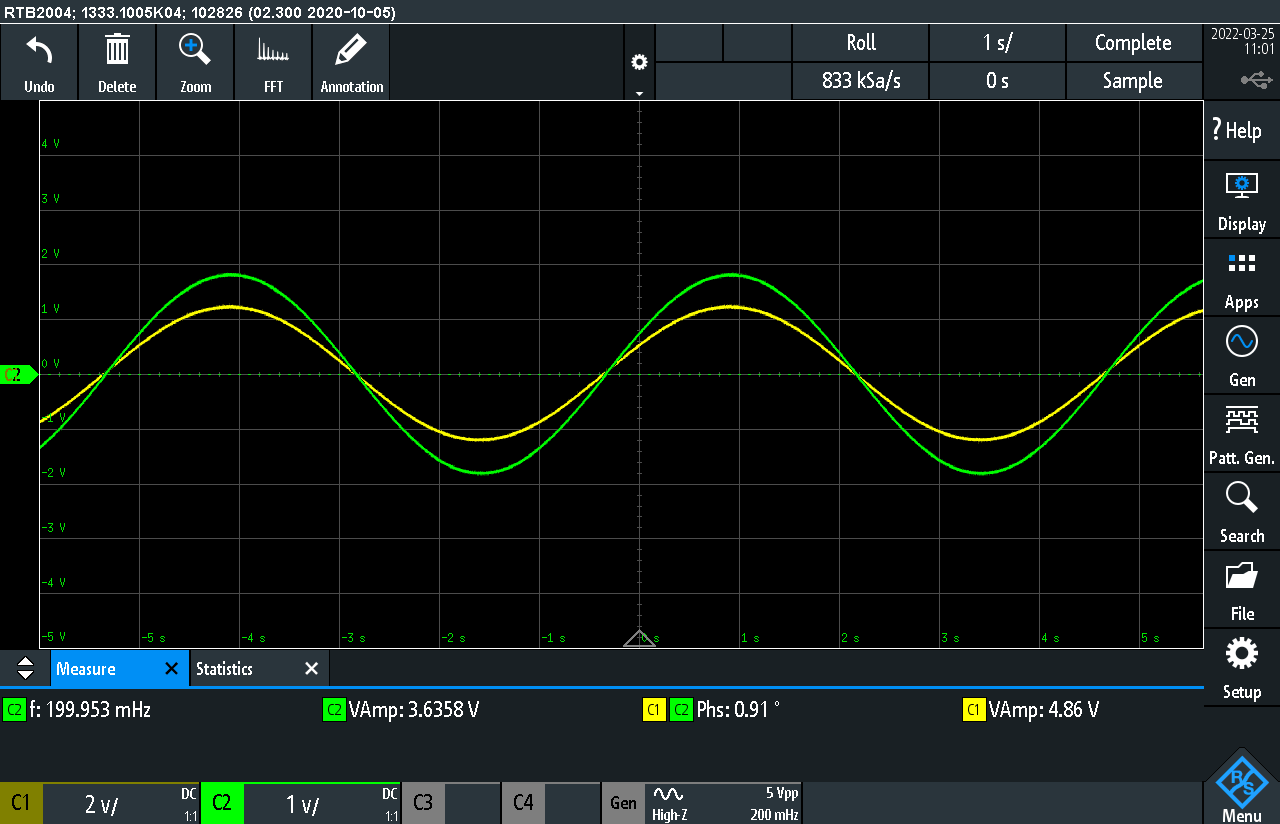 RTB2004; 1333.1005K04; 102826 (02.300 2020-10-05)
Undo
Delete
Zoom
FFT
Annotation
Roll
1 s/
Complete
833 kSa/s
0 s
Sample
2022-03-25
11:01
? Help
Display
Apps
Gen
Patt. Gen.
Search
File
Setup
Menu
4 V
3 V
2 V
1 V
0 V
-1 V
-2 V
-3 V
-4 V
-5 V
C2
-5 s
-4 s
-3 s
-2 s
-1 s
0 s
1 s
2 s
3 s
4 s
5 s
Measure
Statistics
C2 f: 199.953 mHz
C2 VAmp: 3.6358 V
C1 C2 Phs: 0.91 °
C1 VAmp: 4.86 V
C1
2 V/
DC
1:1
C2
1 V/
DC
1:1
C3
C4
Gen
High-Z
5 Vpp
200 mHz
R&S